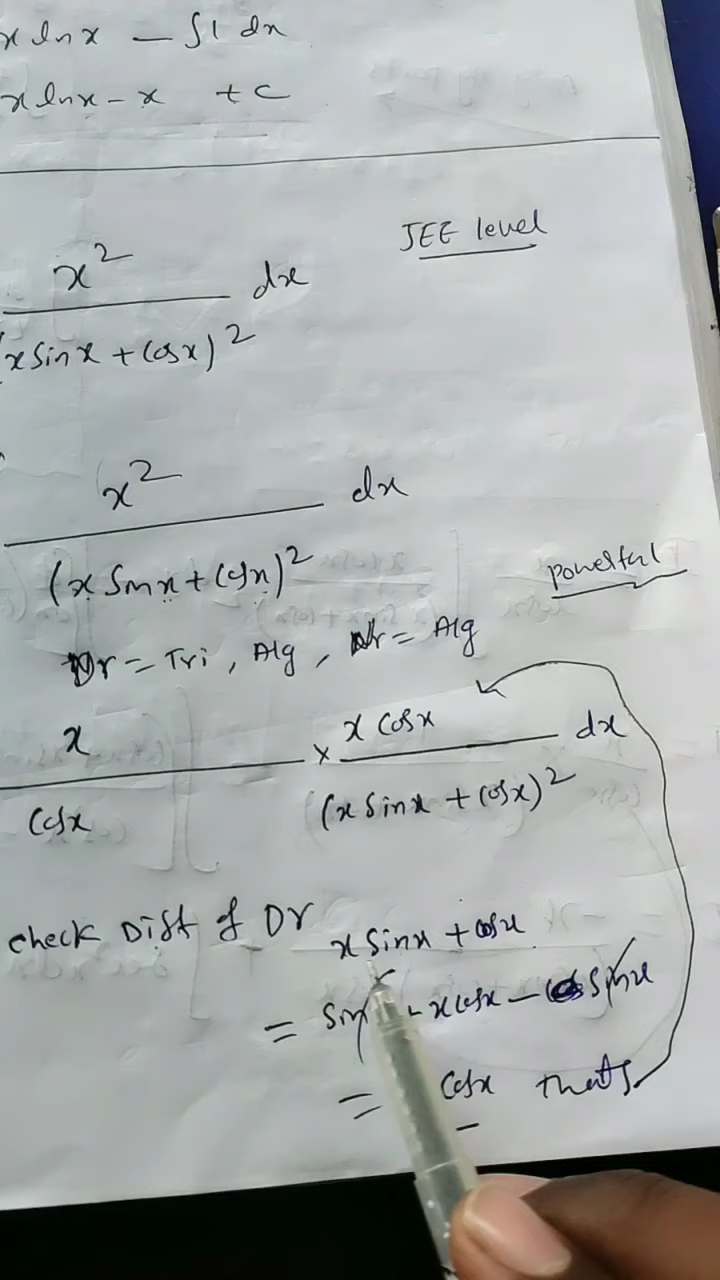 x ln x - ∫1 dx
x ln x - x + c
JEE level
x² dx
(x sin x + cos x)²
x² dx
(x sin x + cos x)²
powerful
Dr = Tri, Alg, Nr = Alg
x × x cos x dx
cos x (x sin x + cos x)²
check Diff of Dr x sin x + cos x
= sin x cos x - sin x
= cos x that's